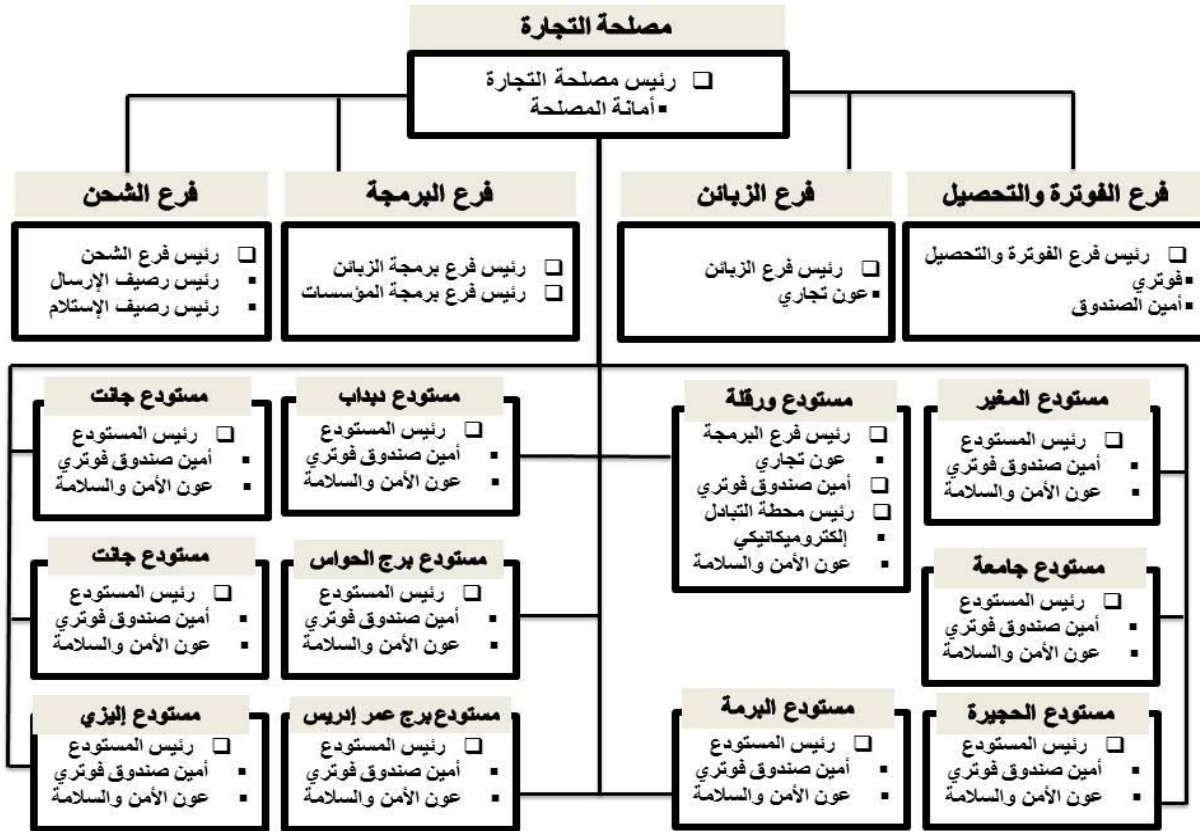 مصلحة التجارة
❑ رئيس مصلحة التجارة
▪ أمانة المصلحة
فرع الفوترة والتحصيل
❑ رئيس فرع الفوترة والتحصيل
▪ فوتري
▪ أمين الصندوق
فرع الزبائن
❑ رئيس فرع الزبائن
▪ عون تجاري
فرع البرمجة
❑ رئيس فرع برمجة الزبائن
❑ رئيس فرع برمجة المؤسسات
فرع الشحن
❑ رئيس فرع الشحن
▪ رئيس رصيف الإرسال
▪ رئيس رصيف الإستلام
مستودع المغير
❑ رئيس المستودع
▪ أمين صندوق فوتري
▪ عون الأمن والسلامة
مستودع ورقلة
❑ رئيس فرع البرمجة
▪ عون تجاري
❑ أمين صندوق فوتري
❑ رئيس محطة التبادل
▪ إلكتروميكانيكي
▪ عون الأمن والسلامة
مستودع دبداب
❑ رئيس المستودع
▪ أمين صندوق فوتري
▪ عون الأمن والسلامة
مستودع جانت
❑ رئيس المستودع
▪ أمين صندوق فوتري
▪ عون الأمن والسلامة
مستودع جامعة
❑ رئيس المستودع
▪ أمين صندوق فوتري
▪ عون الأمن والسلامة
مستودع برج الحواس
❑ رئيس المستودع
▪ أمين صندوق فوتري
▪ عون الأمن والسلامة
مستودع جانت
❑ رئيس المستودع
▪ أمين صندوق فوتري
▪ عون الأمن والسلامة
مستودع الحجيرة
❑ رئيس المستودع
▪ أمين صندوق فوتري
▪ عون الأمن والسلامة
مستودع البرمة
❑ رئيس المستودع
▪ أمين صندوق فوتري
▪ عون الأمن والسلامة
مستودع برج عمر إدريس
❑ رئيس المستودع
▪ أمين صندوق فوتري
▪ عون الأمن والسلامة
مستودع إليزي
❑ رئيس المستودع
▪ أمين صندوق فوتري
▪ عون الأمن والسلامة